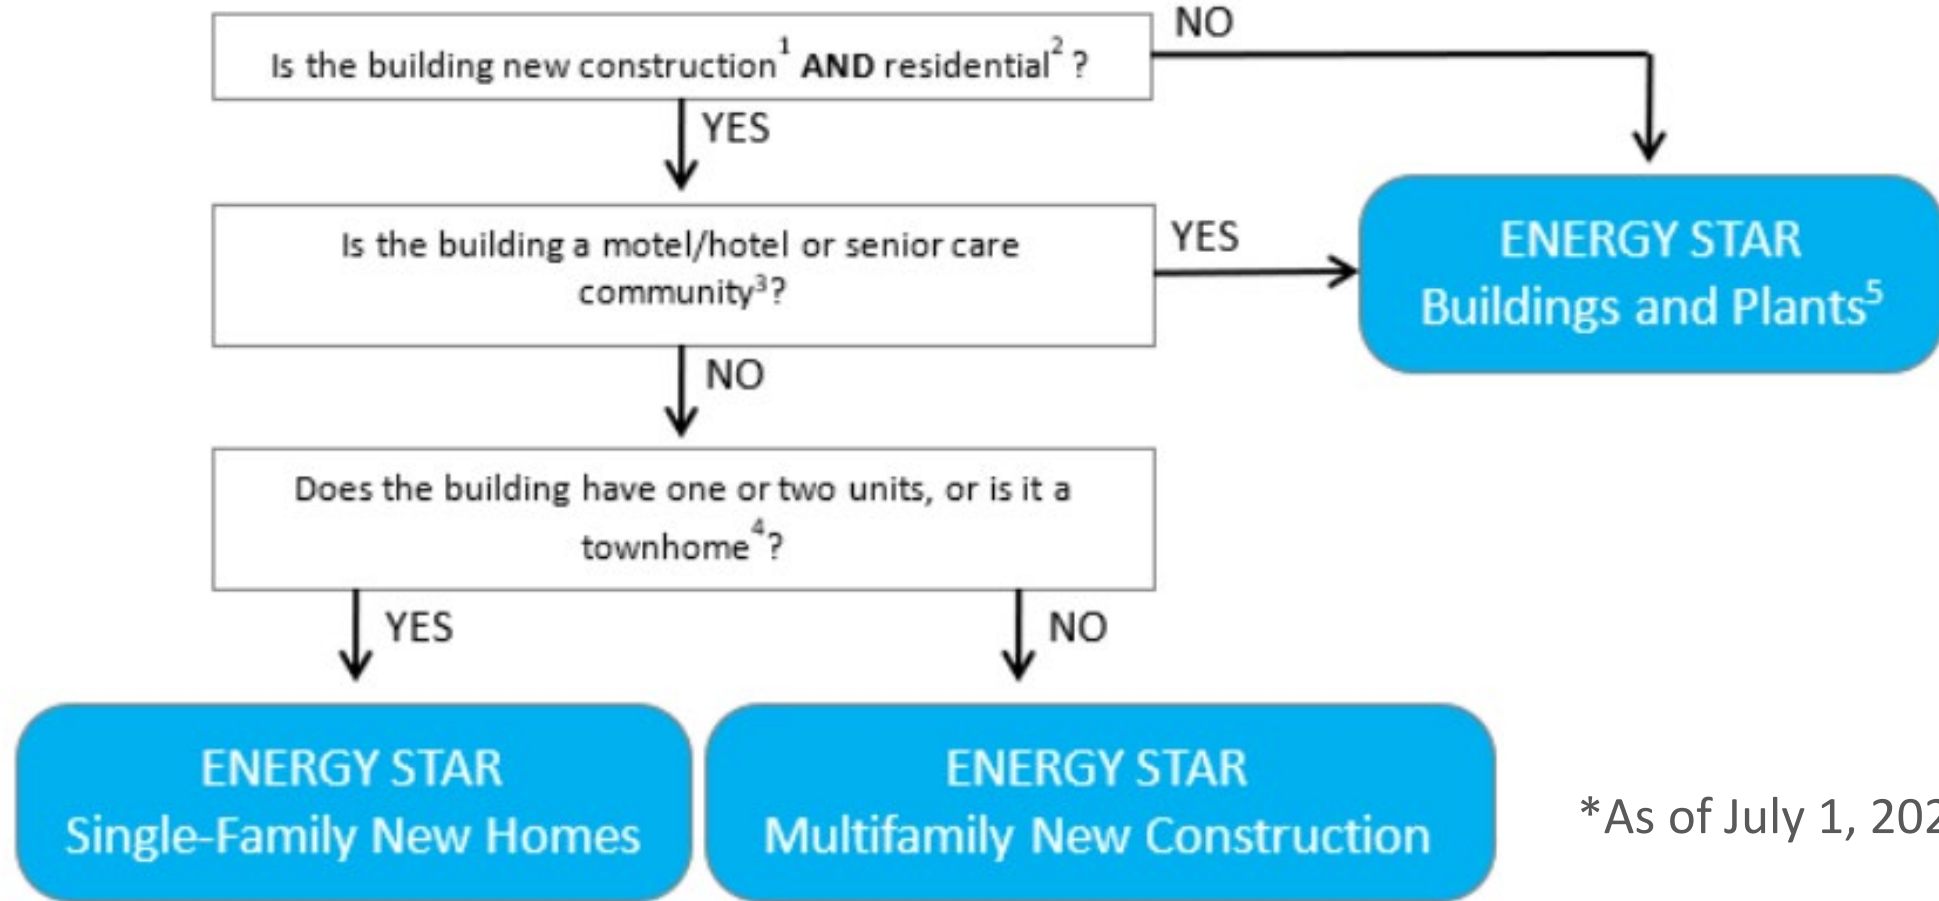 NO
Is the building new construction¹ AND residential² ?
YES
Is the building a motel/hotel or senior care
community³?
YES
ENERGY STAR
Buildings and Plants⁵
NO
Does the building have one or two units, or is it a
townhome⁴?
YES
NO
ENERGY STAR
Single-Family New Homes
ENERGY STAR
Multifamily New Construction
*As of July 1,